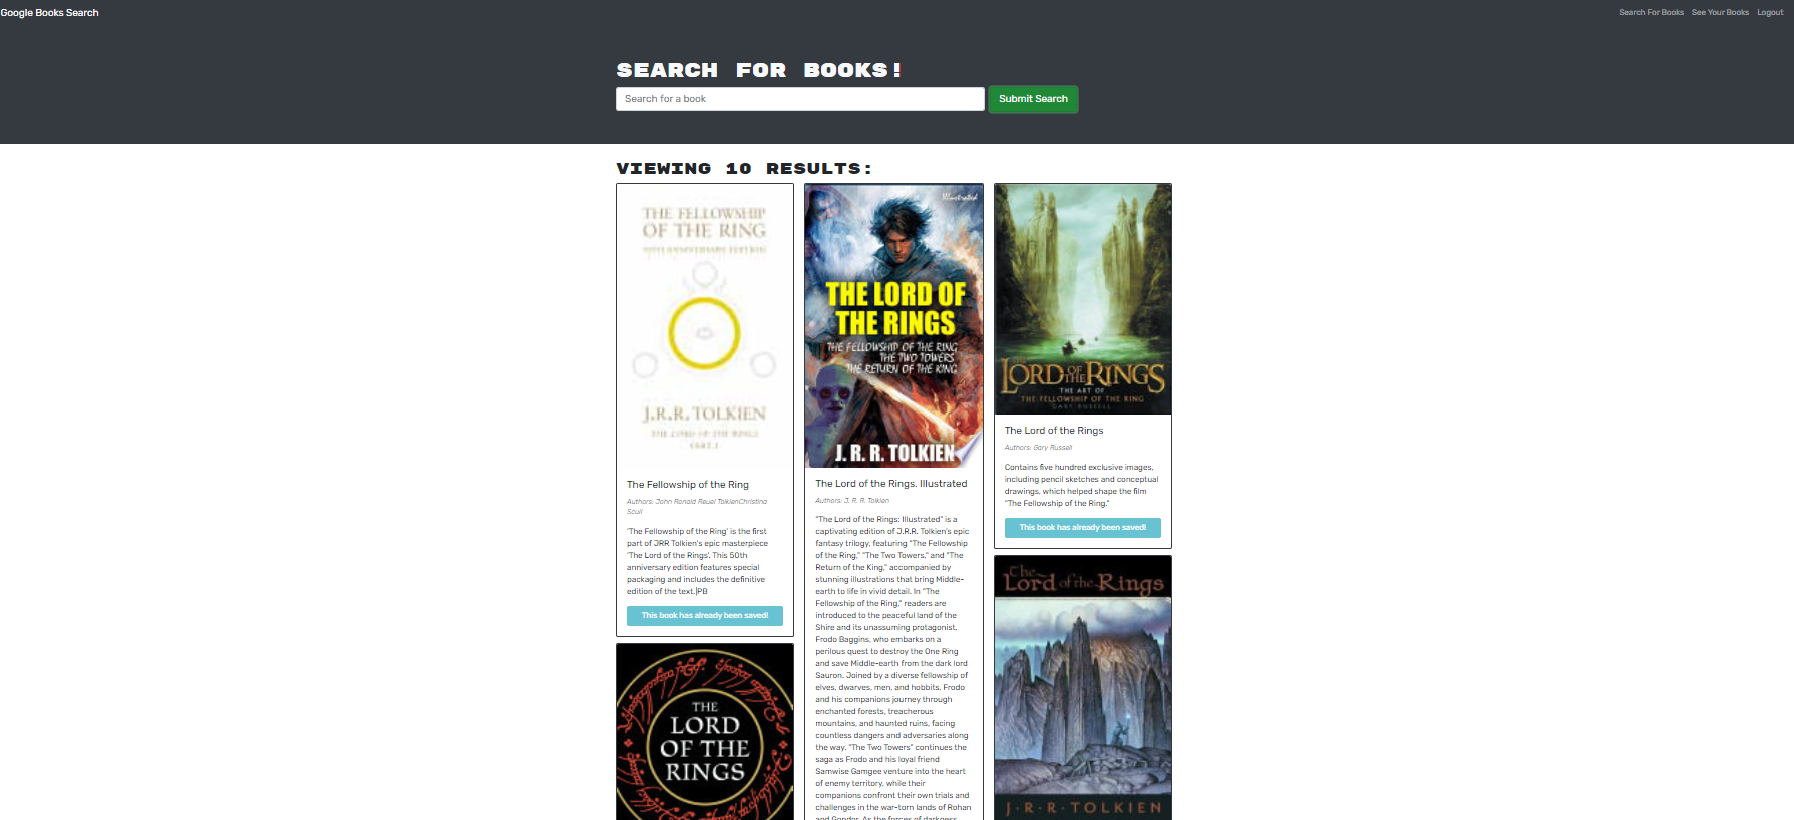 Google Books Search
Search For Books See Your Books Logout
SEARCH FOR BOOKS!
Search for a book
Submit Search
VIEWING 10 RESULTS:
THE FELLOWSHIP
OF THE RING
50TH ANNIVERSARY EDITION
J.R.R. TOLKIEN
THE LORD OF THE RINGS
PART 1
The Fellowship of the Ring
Authors: John Ronald Reuel TolkienChristina
Scull
'The Fellowship of the Ring' is the first
part of JRR Tolkien's epic masterpiece
'The Lord of the Rings'. This 50th
anniversary edition features special
packaging and includes the definitive
edition of the text.|PB
This book has already been saved!
THE
LORD
OF THE
RINGS
Illustrated
THE LORD OF
THE RINGS
THE FELLOWSHIP OF THE RING
THE TWO TOWERS
THE RETURN OF THE KING
J. R. R. TOLKIEN
The Lord of the Rings. Illustrated
Authors: J. R. R. Tolkien
"The Lord of the Rings: Illustrated" is a
captivating edition of J.R.R. Tolkien's epic
fantasy trilogy, featuring "The Fellowship
of the Ring," "The Two Towers," and "The
Return of the King," accompanied by
stunning illustrations that bring Middle-
earth to life in vivid detail. In "The
Fellowship of the Ring," readers are
introduced to the peaceful land of the
Shire and its unassuming protagonist,
Frodo Baggins, who embarks on a
perilous quest to destroy the One Ring
and save Middle-earth from the dark lord
Sauron. Joined by a diverse fellowship of
elves, dwarves, men, and hobbits, Frodo
and his companions journey through
enchanted forests, treacherous
mountains, and haunted ruins, facing
countless dangers and adversaries along
the way. "The Two Towers" continues the
saga as Frodo and his loyal friend
Samwise Gamgee venture into the heart
of enemy territory, while their
companions confront their own trials and
challenges in the war-torn lands of Rohan
and Gondor. As the forces of darkness
THE
LORD OF THE RINGS
THE ART OF
THE FELLOWSHIP OF THE RING
GARY RUSSELL
The Lord of the Rings
Authors: Gary Russell
Contains five hundred exclusive images,
including pencil sketches and conceptual
drawings, which helped shape the film
"The Fellowship of the Ring."
This book has already been saved!
The
Lord of the Rings
J·R·R·TOLKIEN